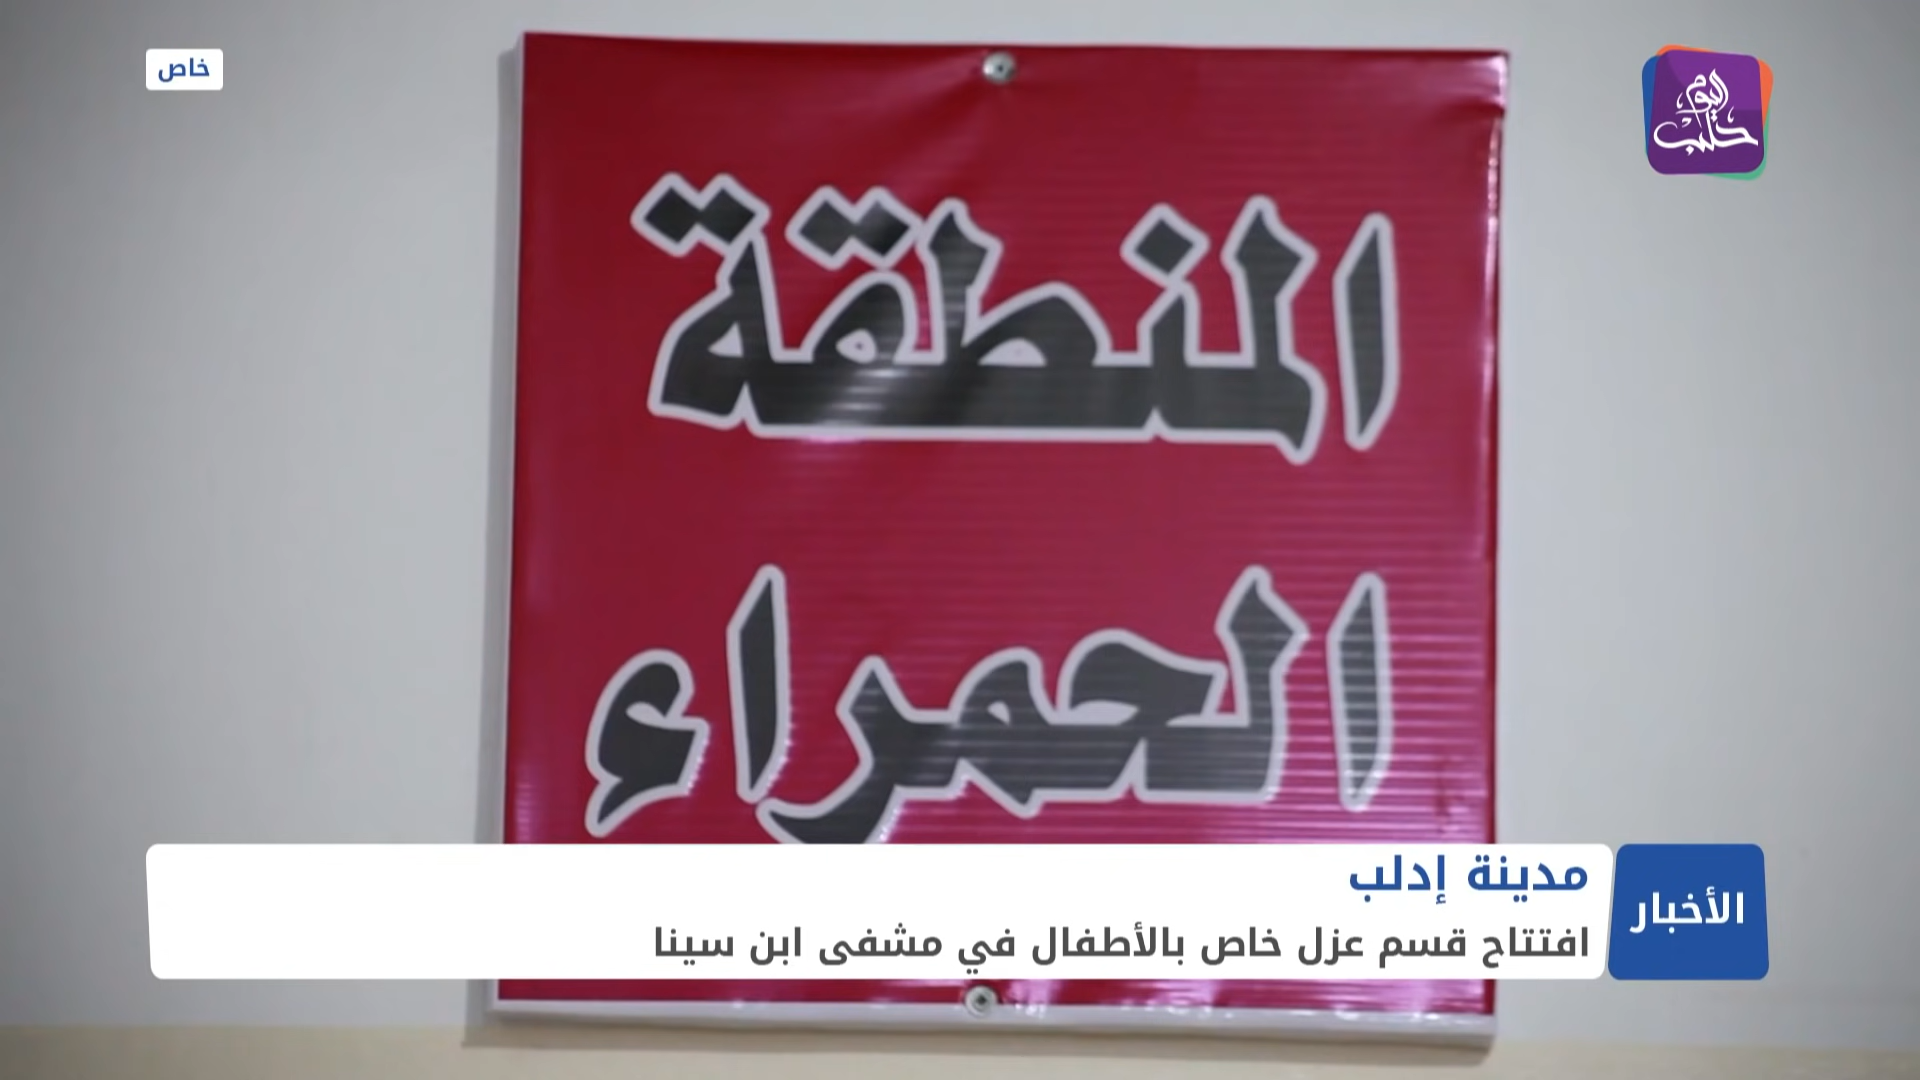 خاص
حلب اليوم
المنطقة
الحمراء
الأخبار
مدينة إدلب
افتتاح قسم عزل خاص بالأطفال في مشفى ابن سينا